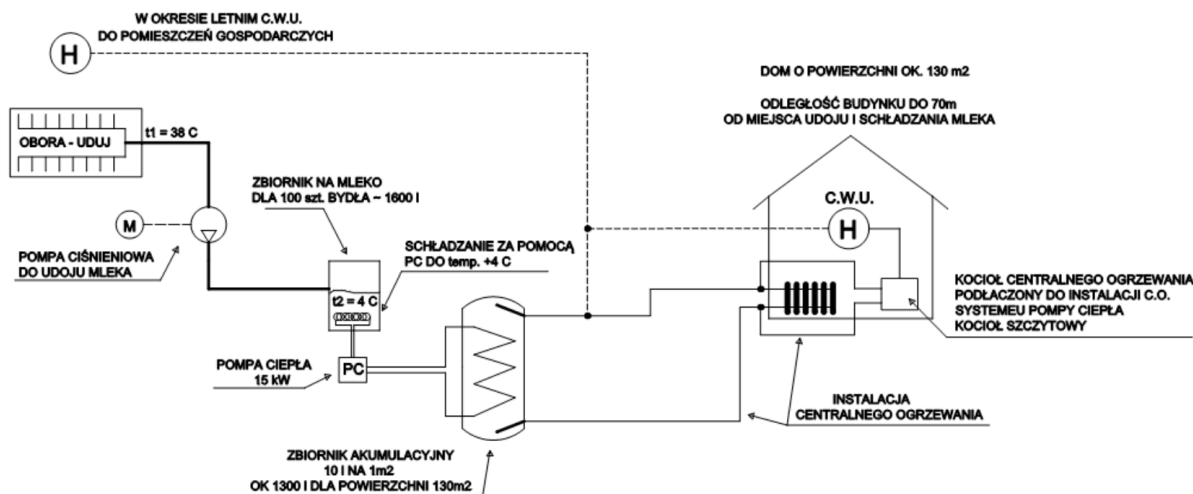 W OKRESIE LETNIM C.W.U.
DO POMIESZCZEŃ GOSPODARCZYCH
H
DOM O POWIERZCHNI OK. 130 m2
ODLEGŁOŚĆ BUDYNKU DO 70m
OD MIEJSCA UDOJU I SCHŁADZANIA MLEKA
t1 = 38 C
OBORA - UDUJ
ZBIORNIK NA MLEKO
DLA 100 szt. BYDŁA ~ 1600 l
C.W.U.
H
M
POMPA CIŚNIENIOWA
DO UDOJU MLEKA
SCHŁADZANIE ZA POMOCĄ
PC DO temp. +4 C
t2 = 4 C
KOCIOŁ CENTRALNEGO OGRZEWANIA
PODŁACZONY DO INSTALACJI C.O.
SYSTEMEU POMPY CIEPŁA
KOCIOŁ SZCZYTOWY
POMPA CIEPŁA
15 kW
PC
INSTALACJA
CENTRALNEGO OGRZEWANIA
ZBIORNIK AKUMULACYJNY
10 l NA 1m2
OK 1300 l DLA POWIERZCHNI 130m2